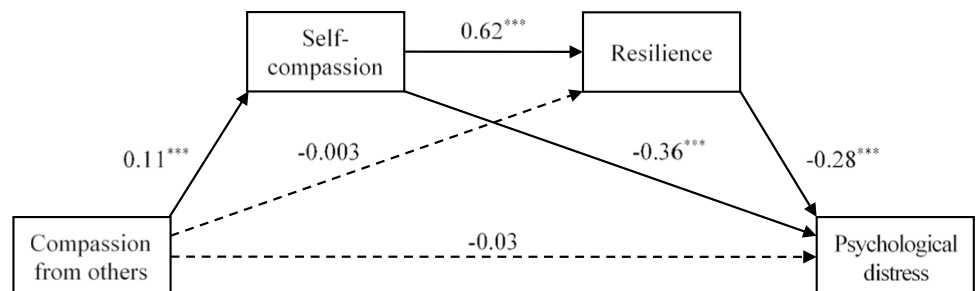 Self-
compassion
0.62***
Resilience
0.11***
-0.003
-0.36***
-0.28***
Compassion
from others
-0.03
Psychological
distress